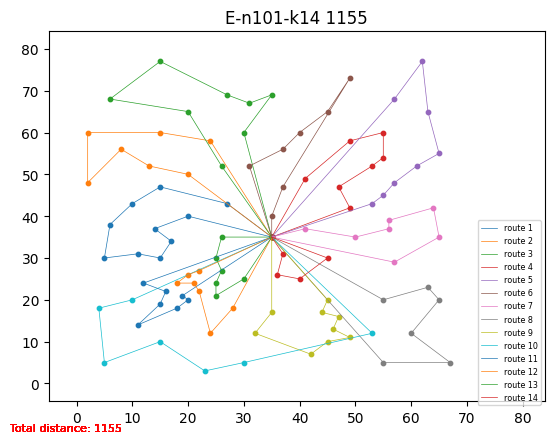 E-n101-k14 1155
80
70
60
50
40
30
20
10
0
0 10 20 30 40 50 60 70 80
route 1
route 2
route 3
route 4
route 5
route 6
route 7
route 8
route 9
route 10
route 11
route 12
route 13
route 14
Total distance: 1155